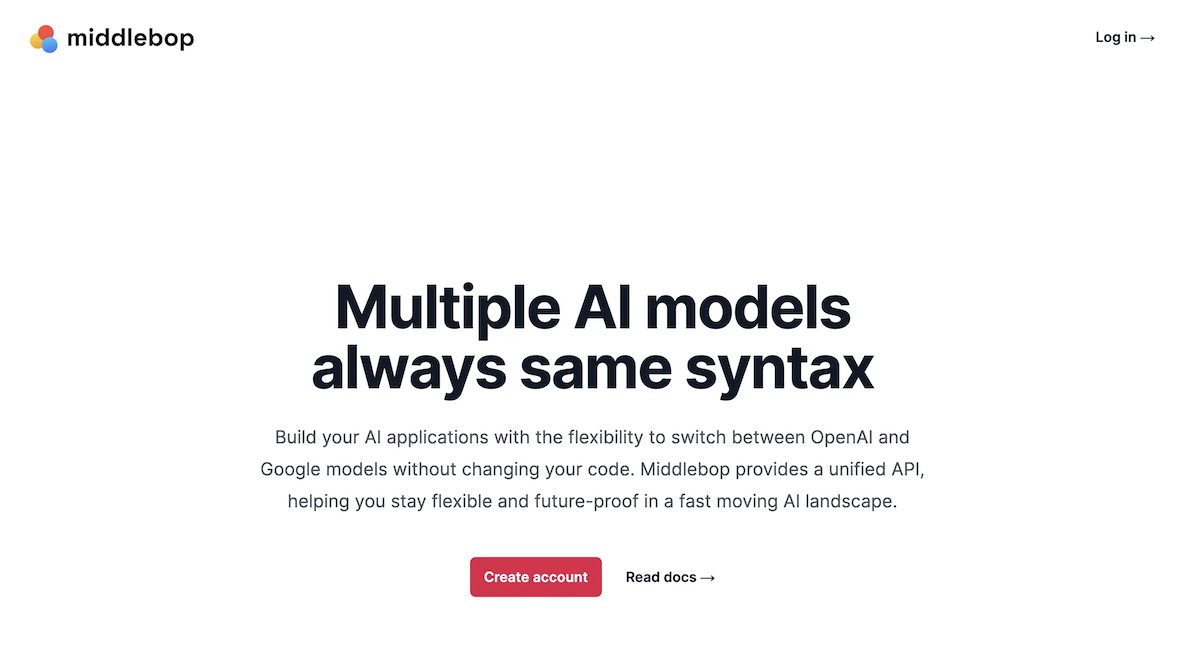 middlebop
Log in →
Multiple AI models
always same syntax
Build your AI applications with the flexibility to switch between OpenAI and
Google models without changing your code. Middlebop provides a unified API,
helping you stay flexible and future-proof in a fast moving AI landscape.
Create account
Read docs →